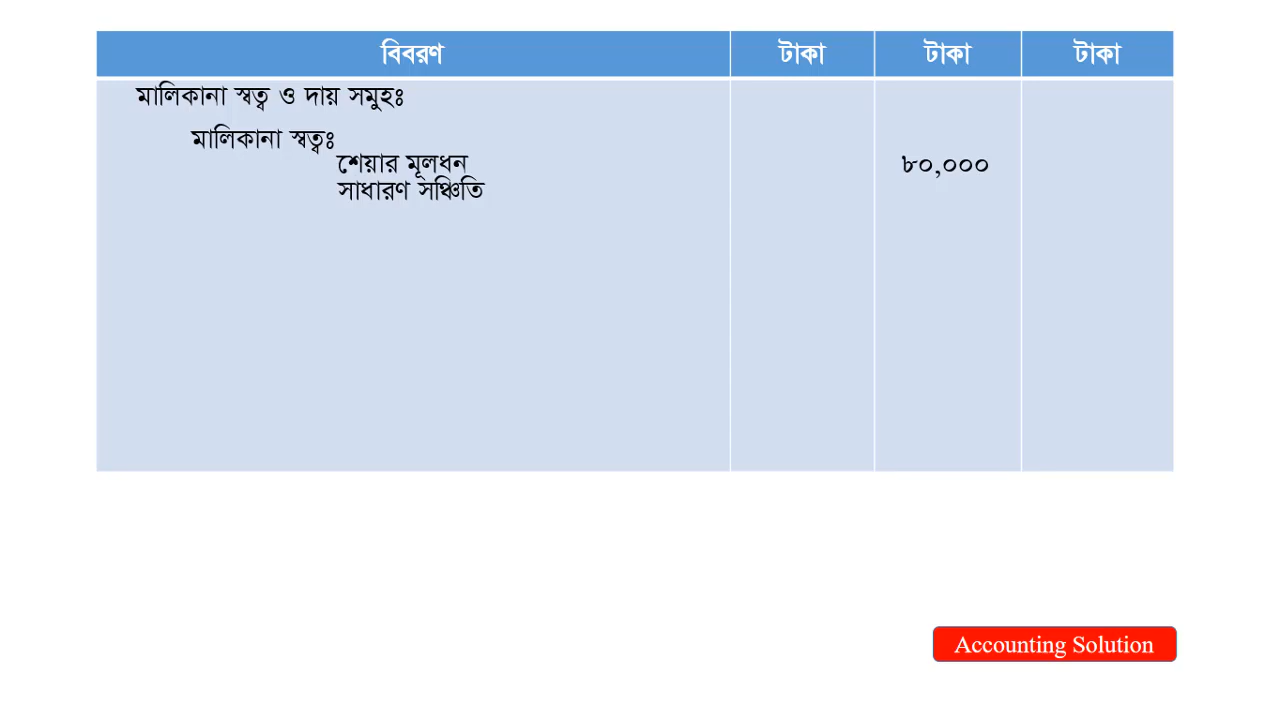 বিবরণ টাকা টাকা টাকা
মালিকানা স্বত্ব ও দায় সমুহঃ
মালিকানা স্বত্বঃ
শেয়ার মূলধন ৮০,০০০
সাধারণ সঞ্চিতি
Accounting Solution